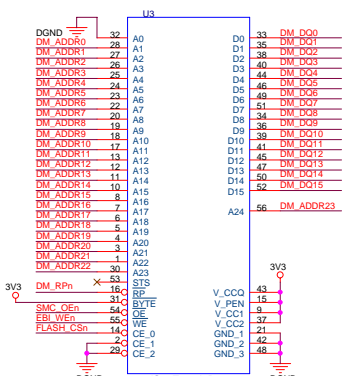 U3
DGND 32 A0 D0 33 DM_DQ0
DM_ADDR0 28 A1 D1 35 DM_DQ1
DM_ADDR1 27 A2 D2 38 DM_DQ2
DM_ADDR2 26 A3 D3 40 DM_DQ3
DM_ADDR3 25 A4 D4 44 DM_DQ4
DM_ADDR4 24 A5 D5 46 DM_DQ5
DM_ADDR5 23 A6 D6 49 DM_DQ6
DM_ADDR6 22 A7 D7 51 DM_DQ7
DM_ADDR7 20 A8 D8 34 DM_DQ8
DM_ADDR8 19 A9 D9 36 DM_DQ9
DM_ADDR9 18 A10 D10 39 DM_DQ10
DM_ADDR10 17 A11 D11 41 DM_DQ11
DM_ADDR11 13 A12 D12 45 DM_DQ12
DM_ADDR12 12 A13 D13 47 DM_DQ13
DM_ADDR13 11 A14 D14 50 DM_DQ14
DM_ADDR14 10 A15 D15 52 DM_DQ15
DM_ADDR15 8 A16
DM_ADDR16 7 A17 A24 56 DM_ADDR23
DM_ADDR17 6 A18
DM_ADDR18 5 A19
DM_ADDR19 4 A20
DM_ADDR20 3 A21
DM_ADDR21 1 A22
DM_ADDR22 30 A23
53 STS 3V3
3V3 DM_RPn 16 RP V_CCQ 43
31 BYTE V_PEN 15
SMC_OEn 54 OE V_CC1 9
EBI_WEn 55 WE V_CC2 37
FLASH_CSn 14 CE_0 GND_1 21
2 CE_1 GND_2 42
29 CE_2 GND_3 48